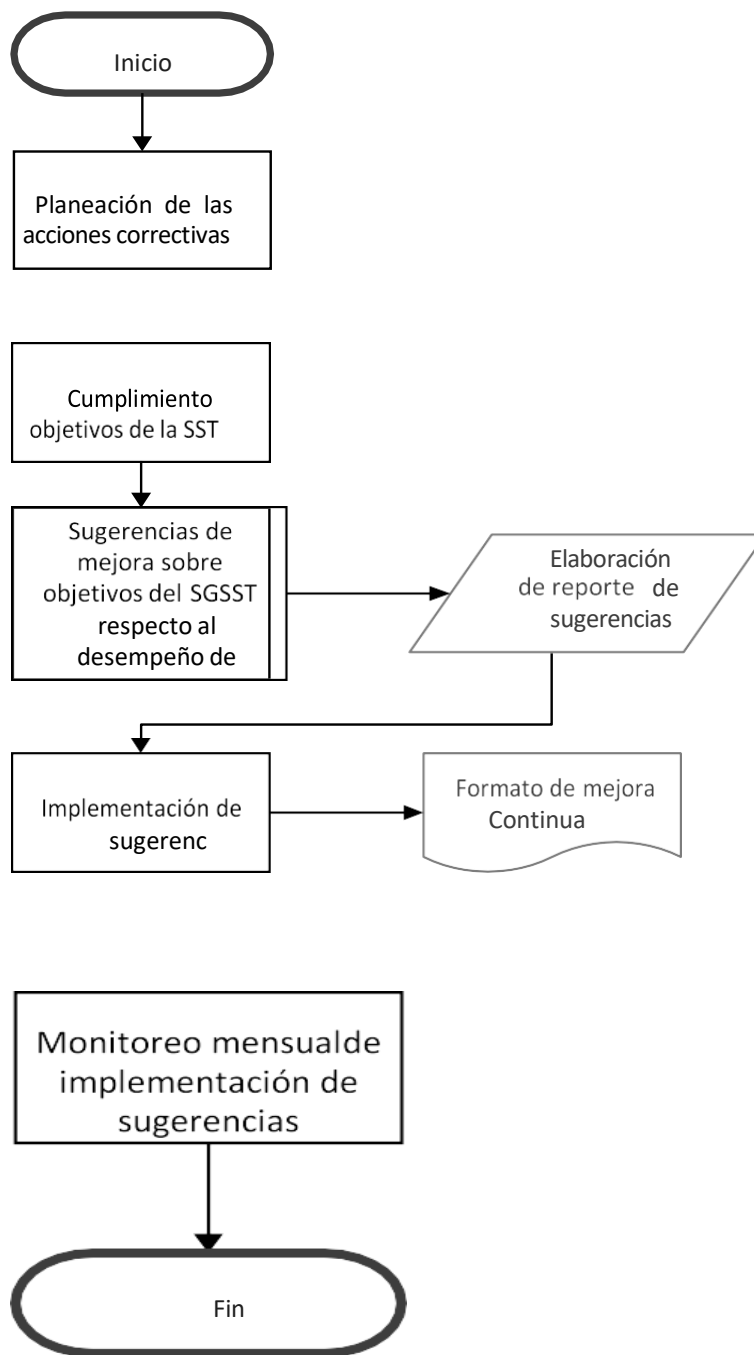 Inicio
Planeación de las
acciones correctivas
Cumplimiento
objetivos de la SST
Sugerencias de
mejora sobre
objetivos del SGSST
respecto al
desempeño de
Elaboración
de reporte de
sugerencias
Implementación de
sugerenc
Formato de mejora
Continua
Monitoreo mensualde
implementación de
sugerencias
Fin